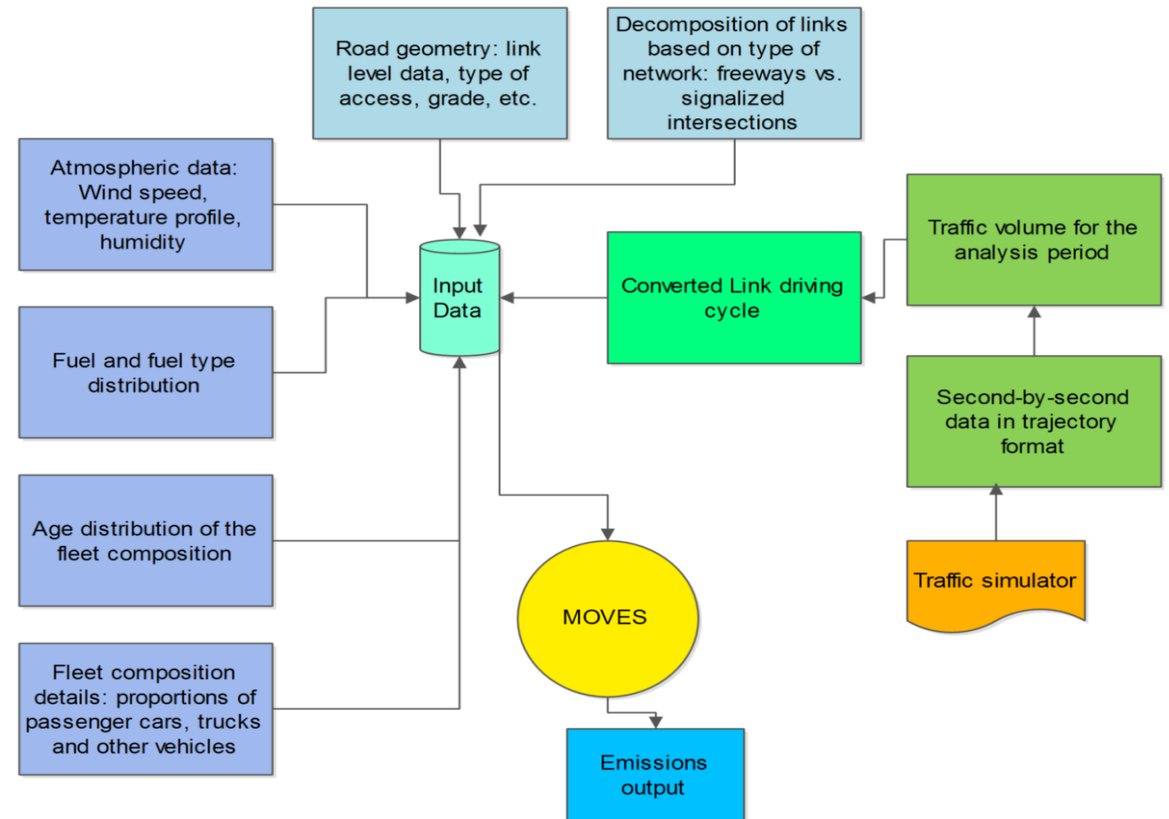 Road geometry: link
level data, type of
access, grade, etc.
Decomposition of links
based on type of
network: freeways vs.
signalized
intersections
Atmospheric data:
Wind speed,
temperature profile,
humidity
Fuel and fuel type
distribution
Age distribution of the
fleet composition
Fleet composition
details: proportions of
passenger cars, trucks
and other vehicles
Input
Data
Converted Link driving
cycle
Traffic volume for the
analysis period
Second-by-second
data in trajectory
format
Traffic simulator
MOVES
Emissions
output